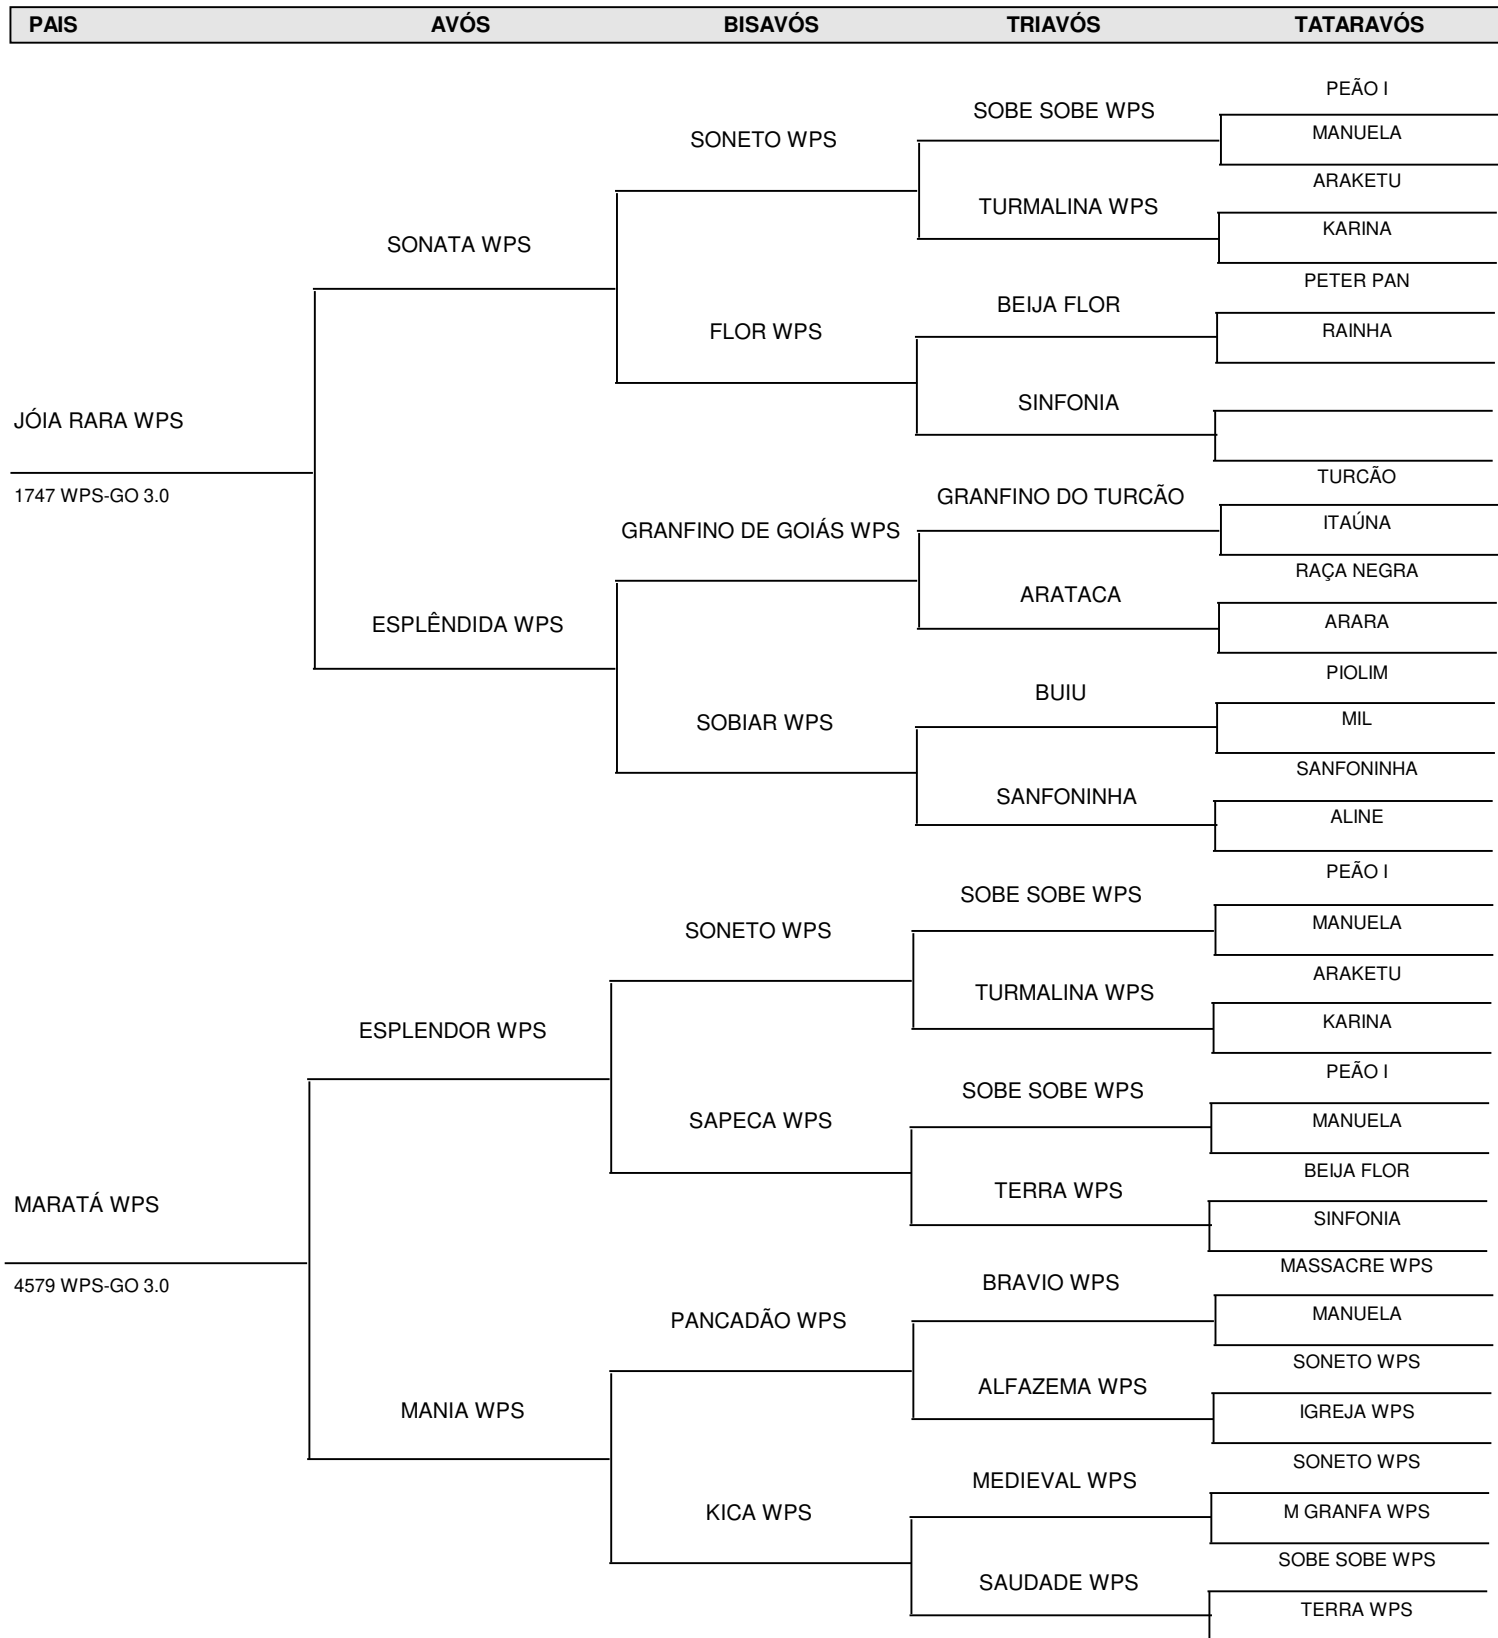 PAIS AVÓS BISAVÓS TRIAVÓS TATARAVÓS
PEÃO I
SOBE SOBE WPS
MANUELA
SONETO WPS
ARAKETU
TURMALINA WPS
KARINA
SONATA WPS
PETER PAN
BEIJA FLOR
FLOR WPS
RAINHA
SINFONIA
JÓIA RARA WPS
TURCÃO
1747 WPS-GO 3.0
GRANFINO DO TURCÃO
ITAÚNA
GRANFINO DE GOIÁS WPS
RAÇA NEGRA
ARATACA
ARARA
ESPLÊNDIDA WPS
PIOLIM
BUIU
MIL
SOBIAR WPS
SANFONINHA
SANFONINHA
ALINE
PEÃO I
SOBE SOBE WPS
MANUELA
SONETO WPS
ARAKETU
TURMALINA WPS
KARINA
ESPLENDOR WPS
PEÃO I
SOBE SOBE WPS
SAPECA WPS
MANUELA
BEIJA FLOR
TERRA WPS
MARATÁ WPS
SINFONIA
MASSACRE WPS
BRAVIO WPS
4579 WPS-GO 3.0
MANUELA
PANCADÃO WPS
SONETO WPS
ALFAZEMA WPS
MANIA WPS
IGREJA WPS
SONETO WPS
MEDIEVAL WPS
KICA WPS
M GRANFA WPS
SOBE SOBE WPS
SAUDADE WPS
TERRA WPS